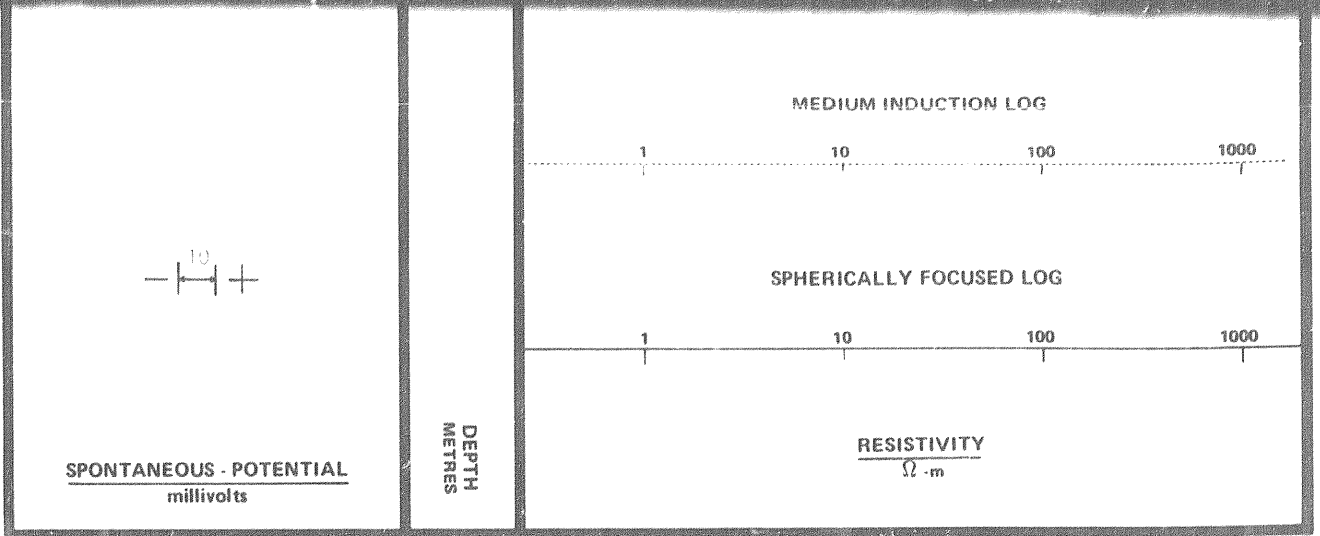 10
— +
SPONTANEOUS - POTENTIAL
millivolts
DEPTH
METRES
MEDIUM INDUCTION LOG
1 10 100 1000
SPHERICALLY FOCUSED LOG
1 10 100 1000
RESISTIVITY
Ω -m